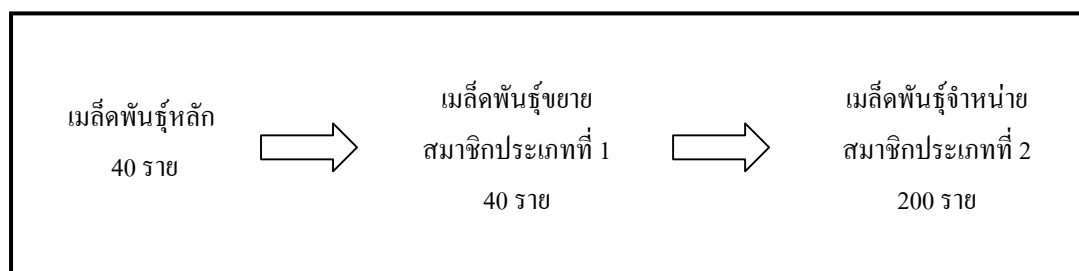 เมล็ดพันธุ์หลัก
40 ราย
เมล็ดพันธุ์ขยาย
สมาชิกประเภทที่ 1
40 ราย
เมล็ดพันธุ์จำหน่าย
สมาชิกประเภทที่ 2
200 ราย